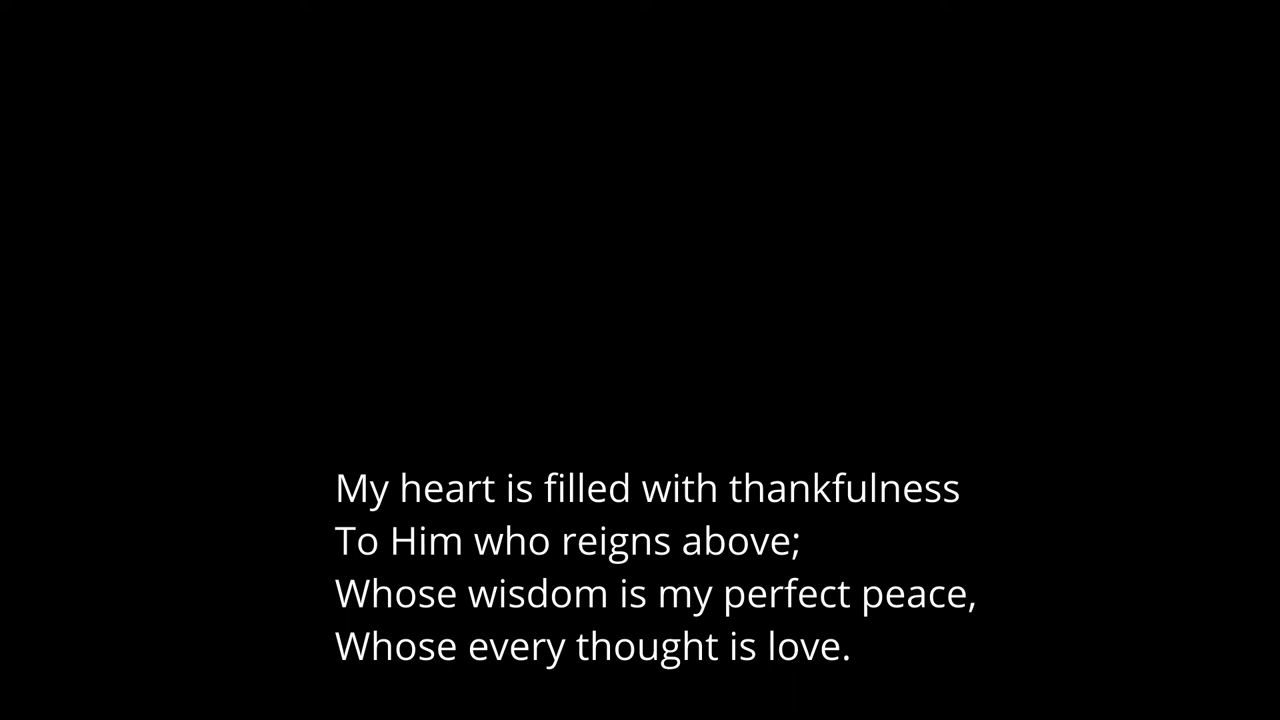 My heart is filled with thankfulness
To Him who reigns above;
Whose wisdom is my perfect peace,
Whose every thought is love.